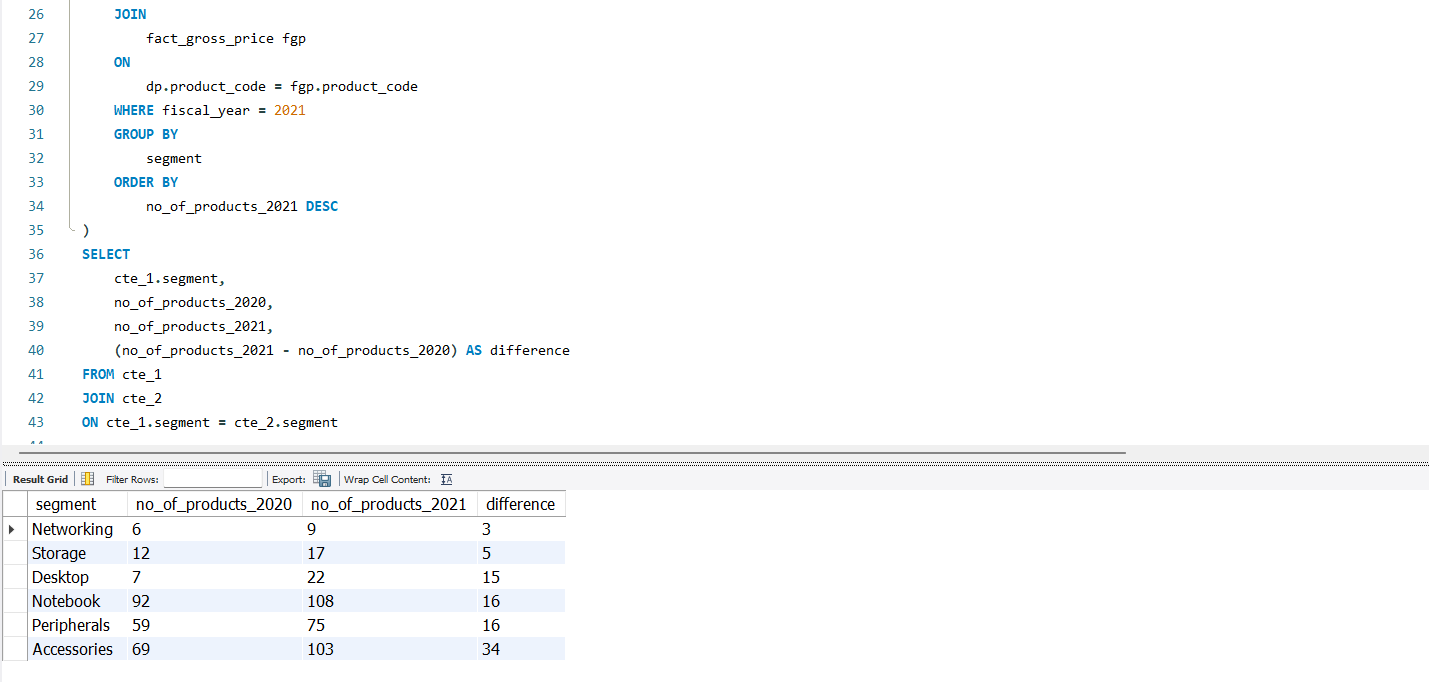 26 JOIN
27 fact_gross_price fgp
28 ON
29 dp.product_code = fgp.product_code
30 WHERE fiscal_year = 2021
31 GROUP BY
32 segment
33 ORDER BY
34 no_of_products_2021 DESC
35 )
36 SELECT
37 cte_1.segment,
38 no_of_products_2020,
39 no_of_products_2021,
40 (no_of_products_2021 - no_of_products_2020) AS difference
41 FROM cte_1
42 JOIN cte_2
43 ON cte_1.segment = cte_2.segment
Result Grid Filter Rows: Export: Wrap Cell Content:
segment no_of_products_2020 no_of_products_2021 difference
Networking 6 9 3
Storage 12 17 5
Desktop 7 22 15
Notebook 92 108 16
Peripherals 59 75 16
Accessories 69 103 34